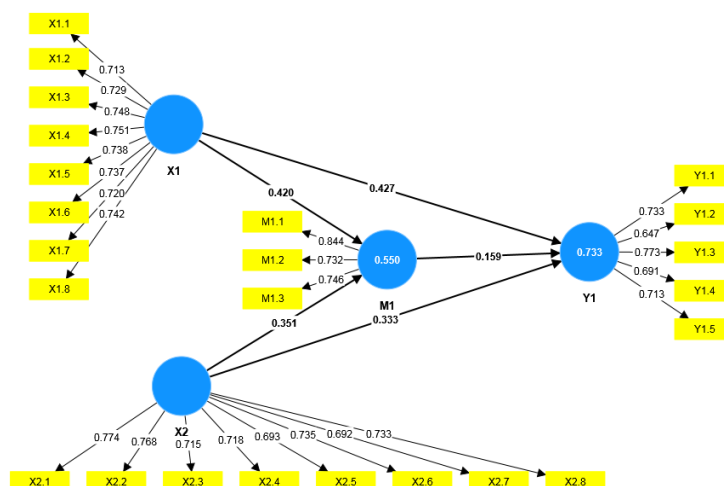 X1.1
X1.2
X1.3
X1.4
X1.5
X1.6
X1.7
X1.8
0.713
0.729
0.748
0.751
0.738
0.737
0.720
0.742
X1
0.420
0.427
M1.1
M1.2
M1.3
0.844
0.732
0.746
0.550
M1
0.159
0.351
0.333
0.733
Y1
Y1.1
Y1.2
Y1.3
Y1.4
Y1.5
0.733
0.647
0.773
0.691
0.713
X2
0.774
0.768
0.715
0.718
0.693
0.735
0.692
0.733
X2.1
X2.2
X2.3
X2.4
X2.5
X2.6
X2.7
X2.8